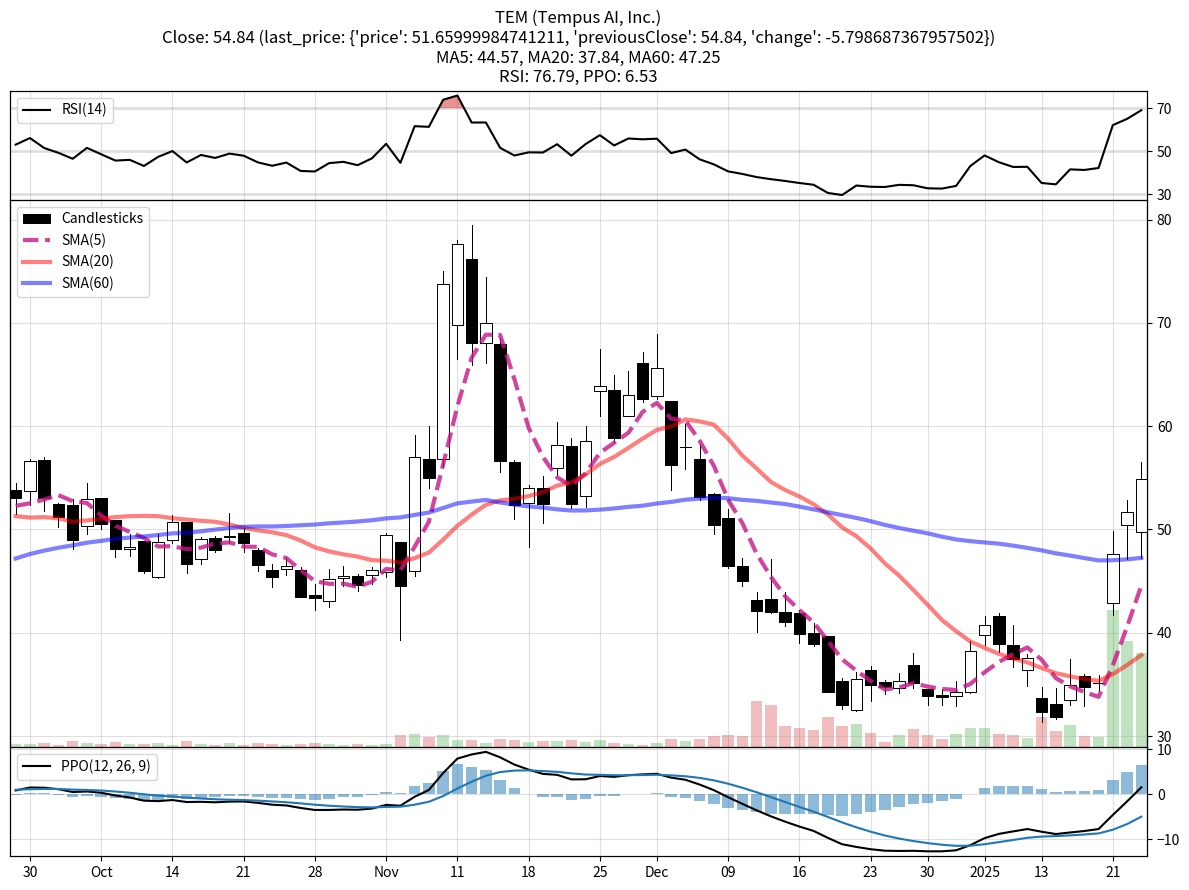 TEM (Tempus AI, Inc.)
Close: 54.84 (last_price: {'price': 51.65999984741211, 'previousClose': 54.84, 'change': -5.798687367957502})
MA5: 44.57, MA20: 37.84, MA60: 47.25
RSI: 76.79, PPO: 6.53
RSI(14)
70
50
30
Candlesticks
SMA(5)
SMA(20)
SMA(60)
80
70
60
50
40
30
PPO(12, 26, 9)
10
0
−10
30 Oct 14 21 28 Nov 11 18 25 Dec 09 16 23 30 2025 13 21